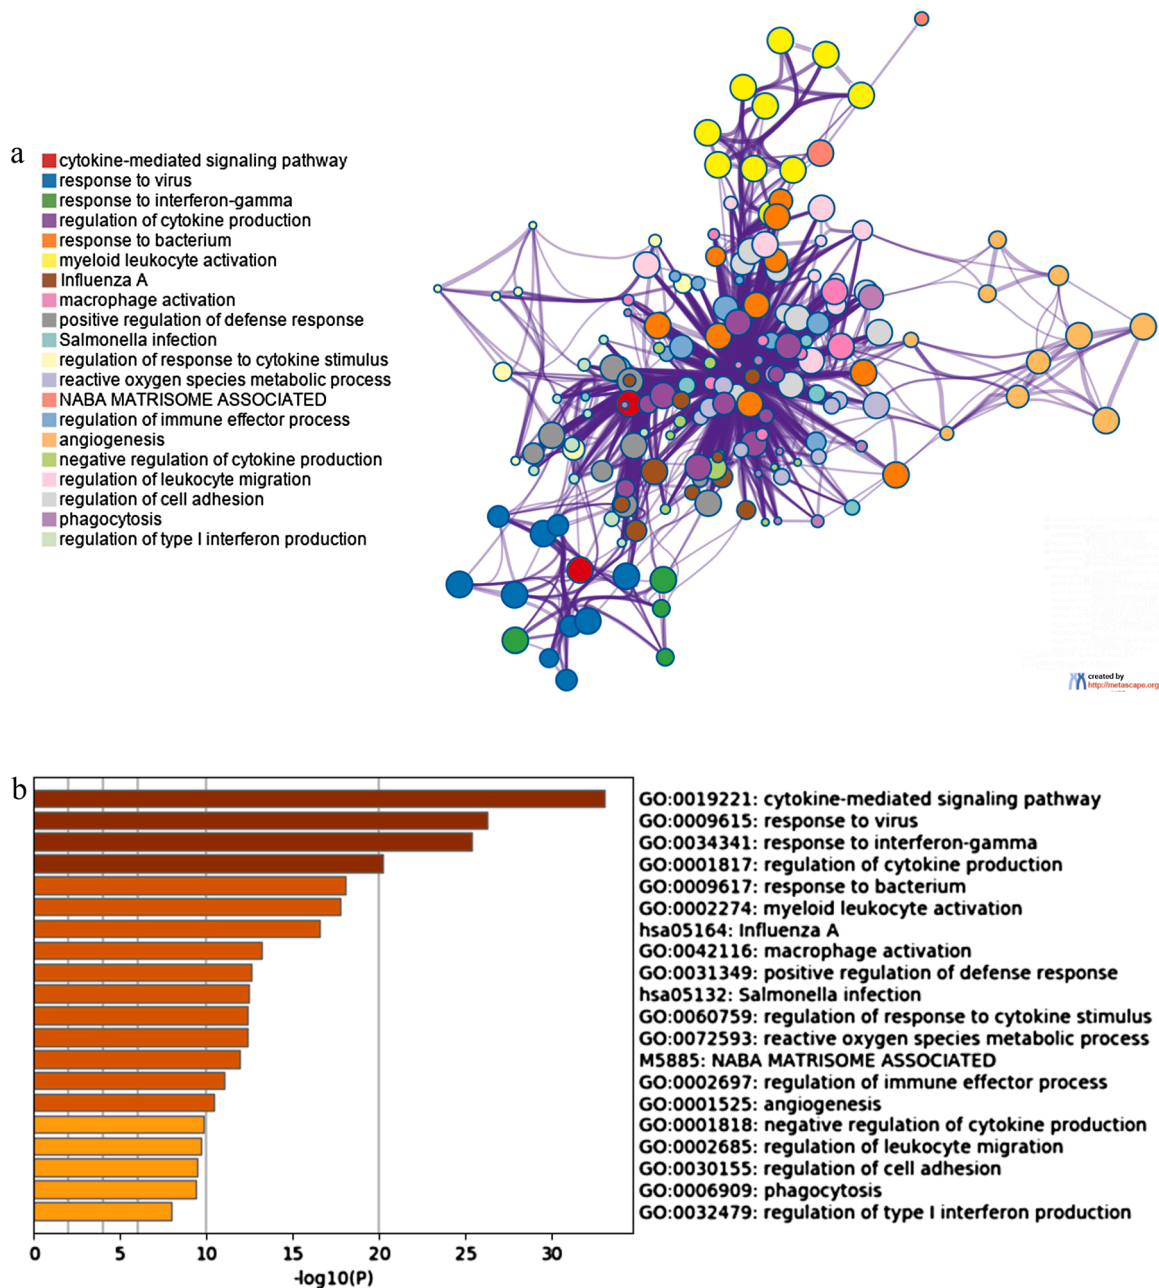 a
cytokine-mediated signaling pathway
response to virus
response to interferon-gamma
regulation of cytokine production
response to bacterium
myeloid leukocyte activation
Influenza A
macrophage activation
positive regulation of defense response
Salmonella infection
regulation of response to cytokine stimulus
reactive oxygen species metabolic process
NABA MATRISOME ASSOCIATED
regulation of immune effector process
angiogenesis
negative regulation of cytokine production
regulation of leukocyte migration
regulation of cell adhesion
phagocytosis
regulation of type I interferon production
created by
http://metascape.org
b
GO:0019221: cytokine-mediated signaling pathway
GO:0009615: response to virus
GO:0034341: response to interferon-gamma
GO:0001817: regulation of cytokine production
GO:0009617: response to bacterium
GO:0002274: myeloid leukocyte activation
hsa05164: Influenza A
GO:0042116: macrophage activation
GO:0031349: positive regulation of defense response
hsa05132: Salmonella infection
GO:0060759: regulation of response to cytokine stimulus
GO:0072593: reactive oxygen species metabolic process
M5885: NABA MATRISOME ASSOCIATED
GO:0002697: regulation of immune effector process
GO:0001525: angiogenesis
GO:0001818: negative regulation of cytokine production
GO:0002685: regulation of leukocyte migration
GO:0030155: regulation of cell adhesion
GO:0006909: phagocytosis
GO:0032479: regulation of type I interferon production
0 5 10 15 20 25 30
-log10(P)